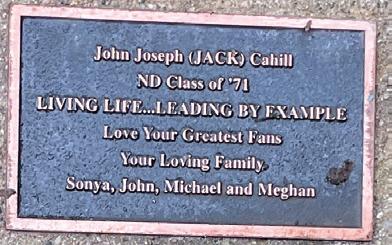 John Joseph (JACK) Cahill
ND Class of '71
LIVING LIFE...LEADING BY EXAMPLE
Love Your Greatest Fans
Your Loving Family.
Sonya, John, Michael and Meghan